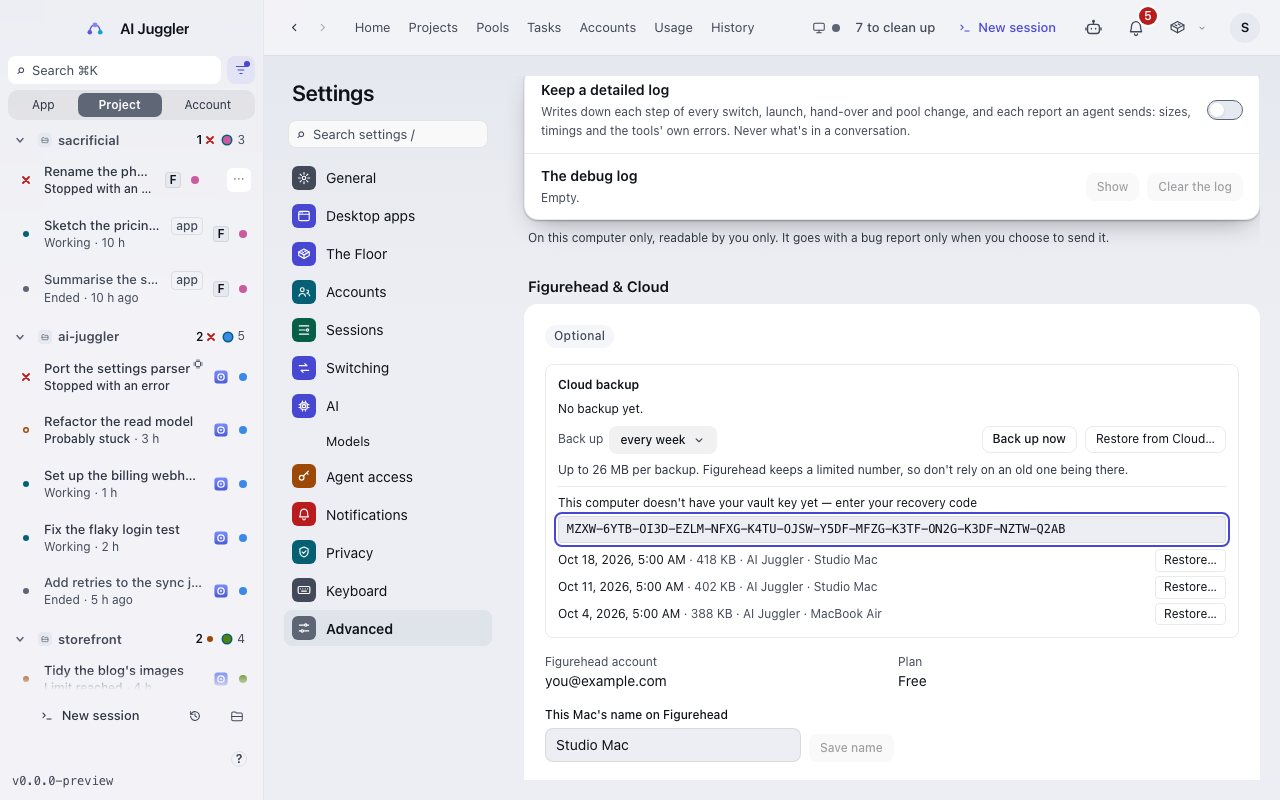 AI Juggler
Search ⌘K
App
Project
Account
sacrificial
1
3
Rename the ph...
Stopped with an ...
F
Sketch the pricin...
app
Working · 10 h
F
Summarise the s...
app
Ended · 10 h ago
F
ai-juggler
2
5
Port the settings parser
Stopped with an error
Refactor the read model
Probably stuck · 3 h
Set up the billing webh...
Working · 1 h
Fix the flaky login test
Working · 2 h
Add retries to the sync j...
Ended · 5 h ago
storefront
2
4
Tidy the blog's images
Limit reached · 4 h
New session
?
v0.0.0-preview
Home
Projects
Pools
Tasks
Accounts
Usage
History
7 to clean up
New session
5
S
Settings
Search settings /
General
Desktop apps
The Floor
Accounts
Sessions
Switching
AI
Models
Agent access
Notifications
Privacy
Keyboard
Advanced
Keep a detailed log
Writes down each step of every switch, launch, hand-over and pool change, and each report an agent sends: sizes,
timings and the tools' own errors. Never what's in a conversation.
The debug log
Empty.
Show
Clear the log
On this computer only, readable by you only. It goes with a bug report only when you choose to send it.
Figurehead & Cloud
Optional
Cloud backup
No backup yet.
Back up
every week
Back up now
Restore from Cloud...
Up to 26 MB per backup. Figurehead keeps a limited number, so don't rely on an old one being there.
This computer doesn't have your vault key yet — enter your recovery code
MZXW-6YTB-OI3D-EZLM-NFXG-K4TU-OJSW-Y5DF-MFZG-K3TF-ON2G-K3DF-NZTW-Q2AB
Oct 18, 2026, 5:00 AM · 418 KB · AI Juggler · Studio Mac
Restore...
Oct 11, 2026, 5:00 AM · 402 KB · AI Juggler · Studio Mac
Restore...
Oct 4, 2026, 5:00 AM · 388 KB · AI Juggler · MacBook Air
Restore...
Figurehead account
Plan
you@example.com
Free
This Mac's name on Figurehead
Studio Mac
Save name